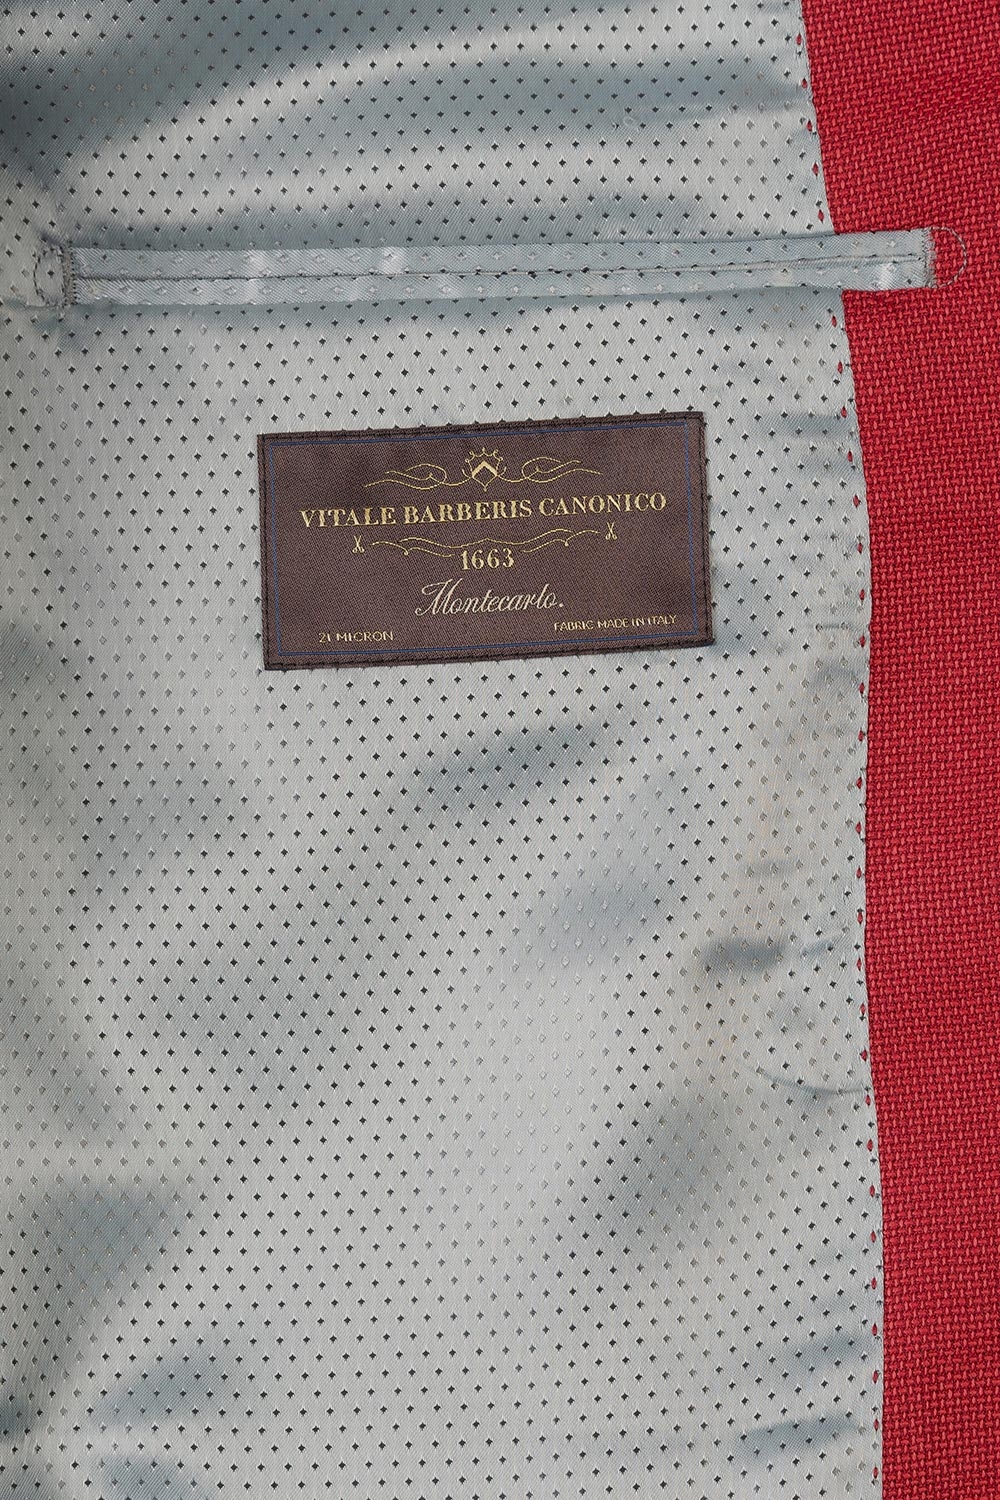 VITALE BARBERIS CANONICO
1663
Montecarlo.
21 MICRON
FABRIC MADE IN ITALY